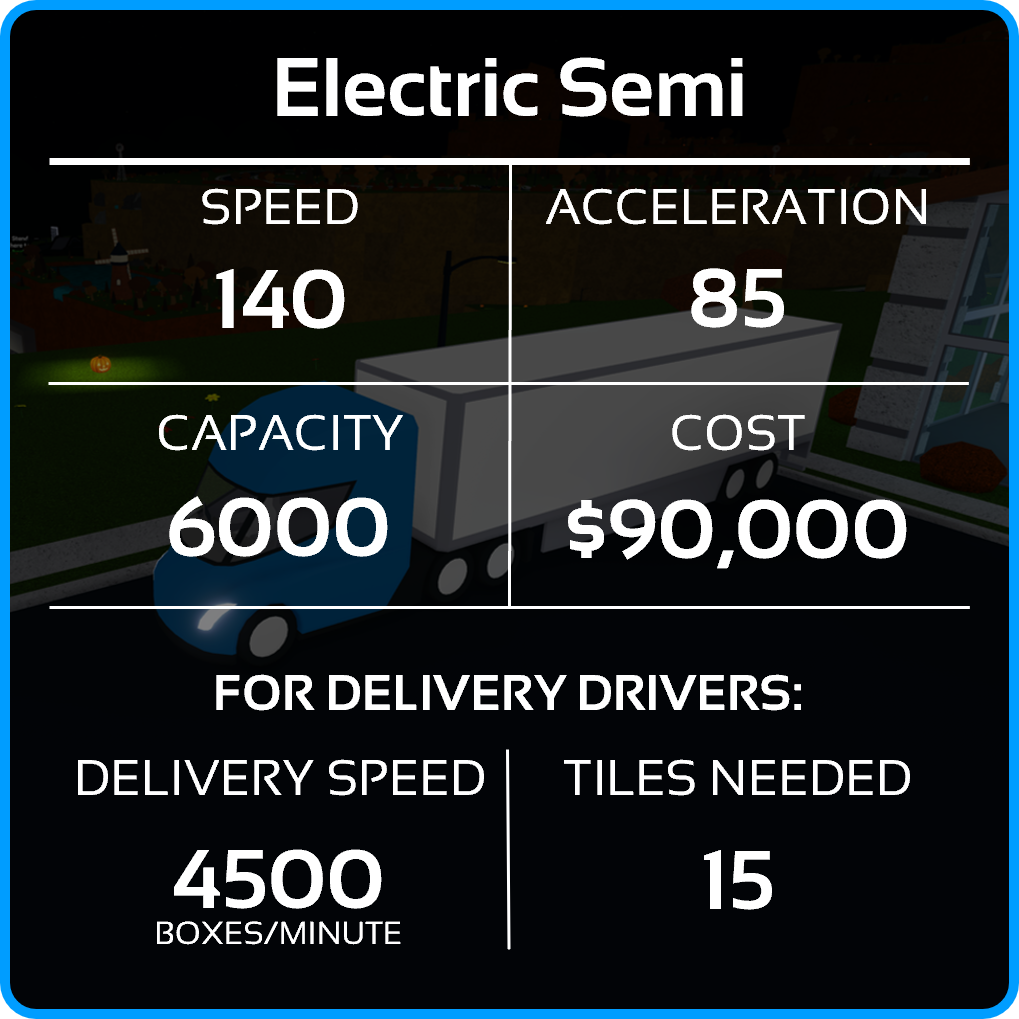 Electric Semi
SPEED
140
ACCELERATION
85
CAPACITY
6000
COST
$90,000
FOR DELIVERY DRIVERS:
DELIVERY SPEED
4500
BOXES/MINUTE
TILES NEEDED
15